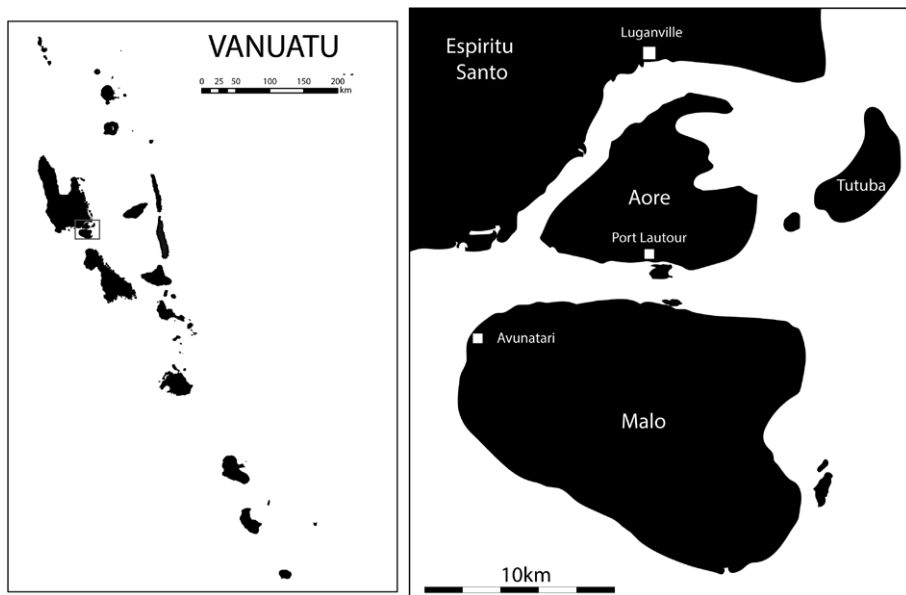 VANUATU
0 25 50 100 150 200
km
Espiritu
Santo
Luganville
Aore
Tutuba
Port Lautour
Avunatari
Malo
10km